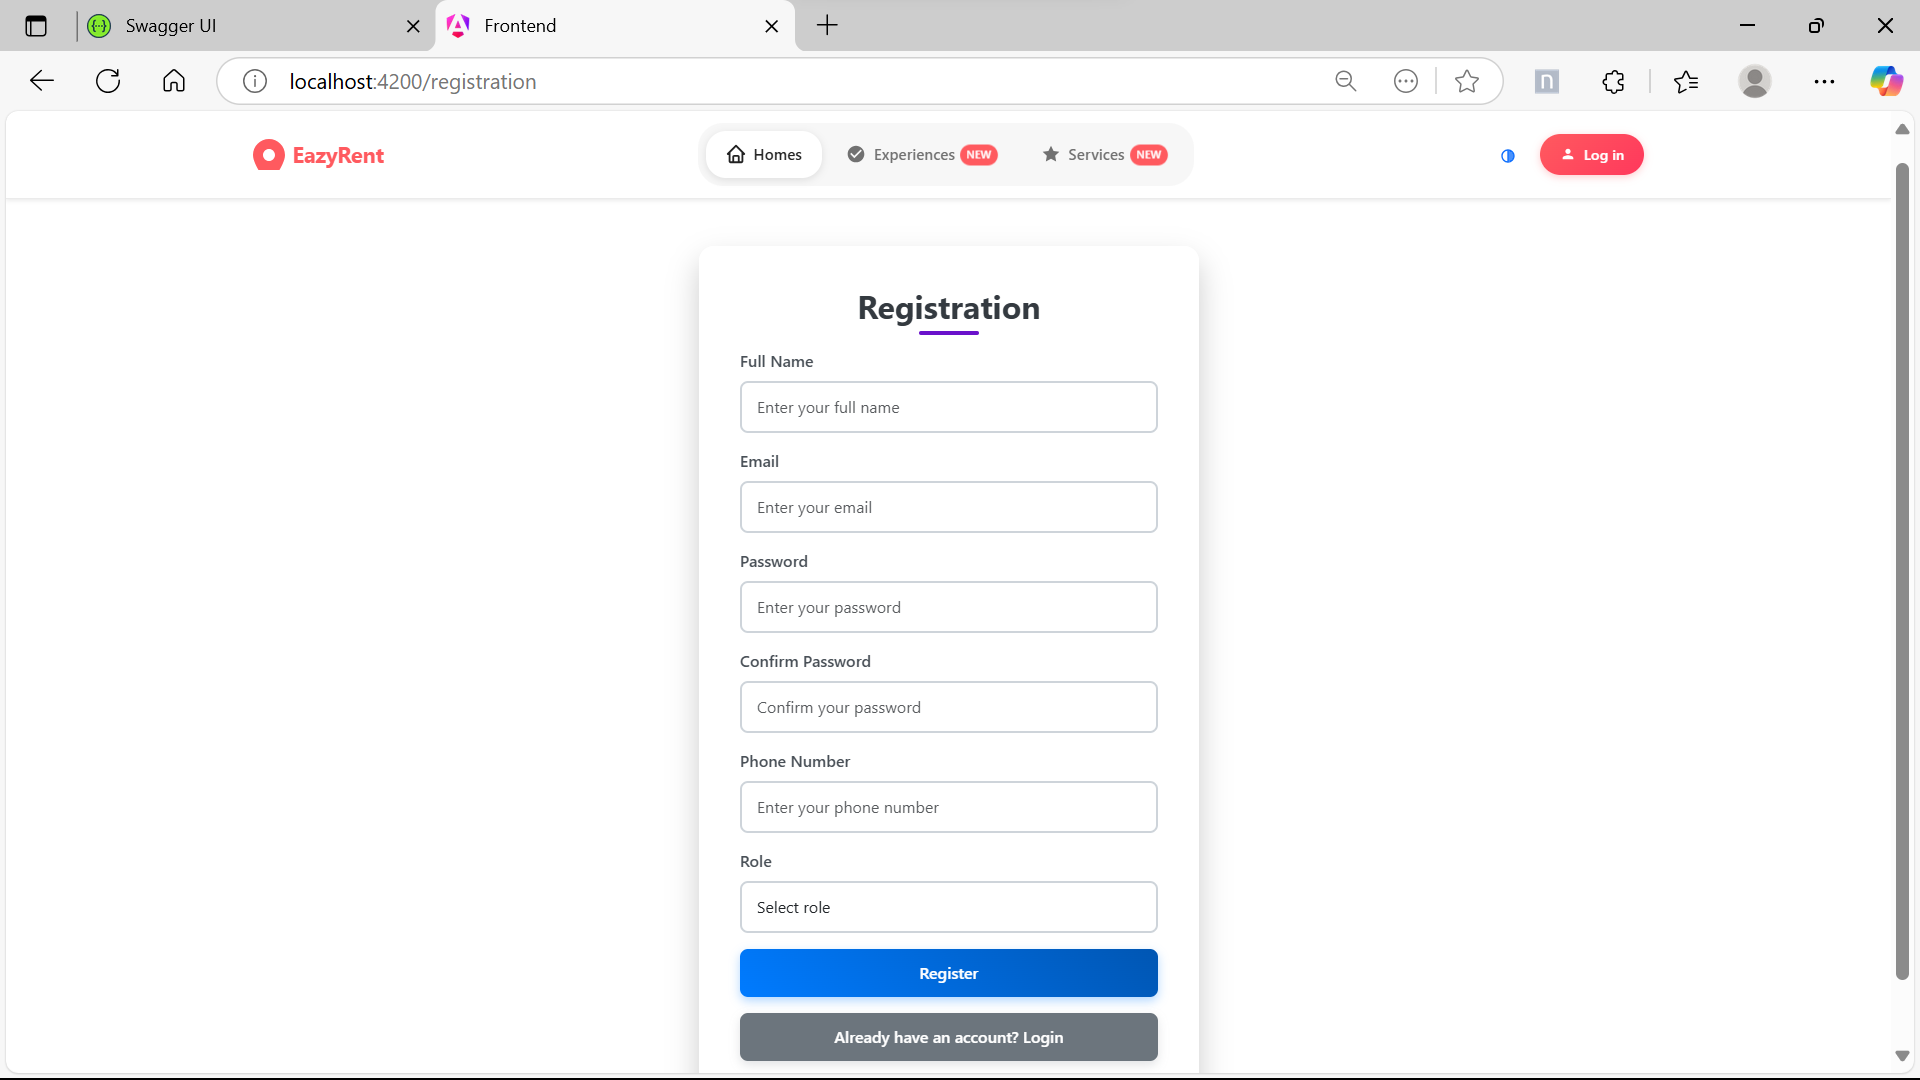 Swagger UI
Frontend
localhost:4200/registration
n
EazyRent
Homes
Experiences NEW
Services NEW
Log in
Registration
Full Name
Enter your full name
Email
Enter your email
Password
Enter your password
Confirm Password
Confirm your password
Phone Number
Enter your phone number
Role
Select role
Register
Already have an account? Login